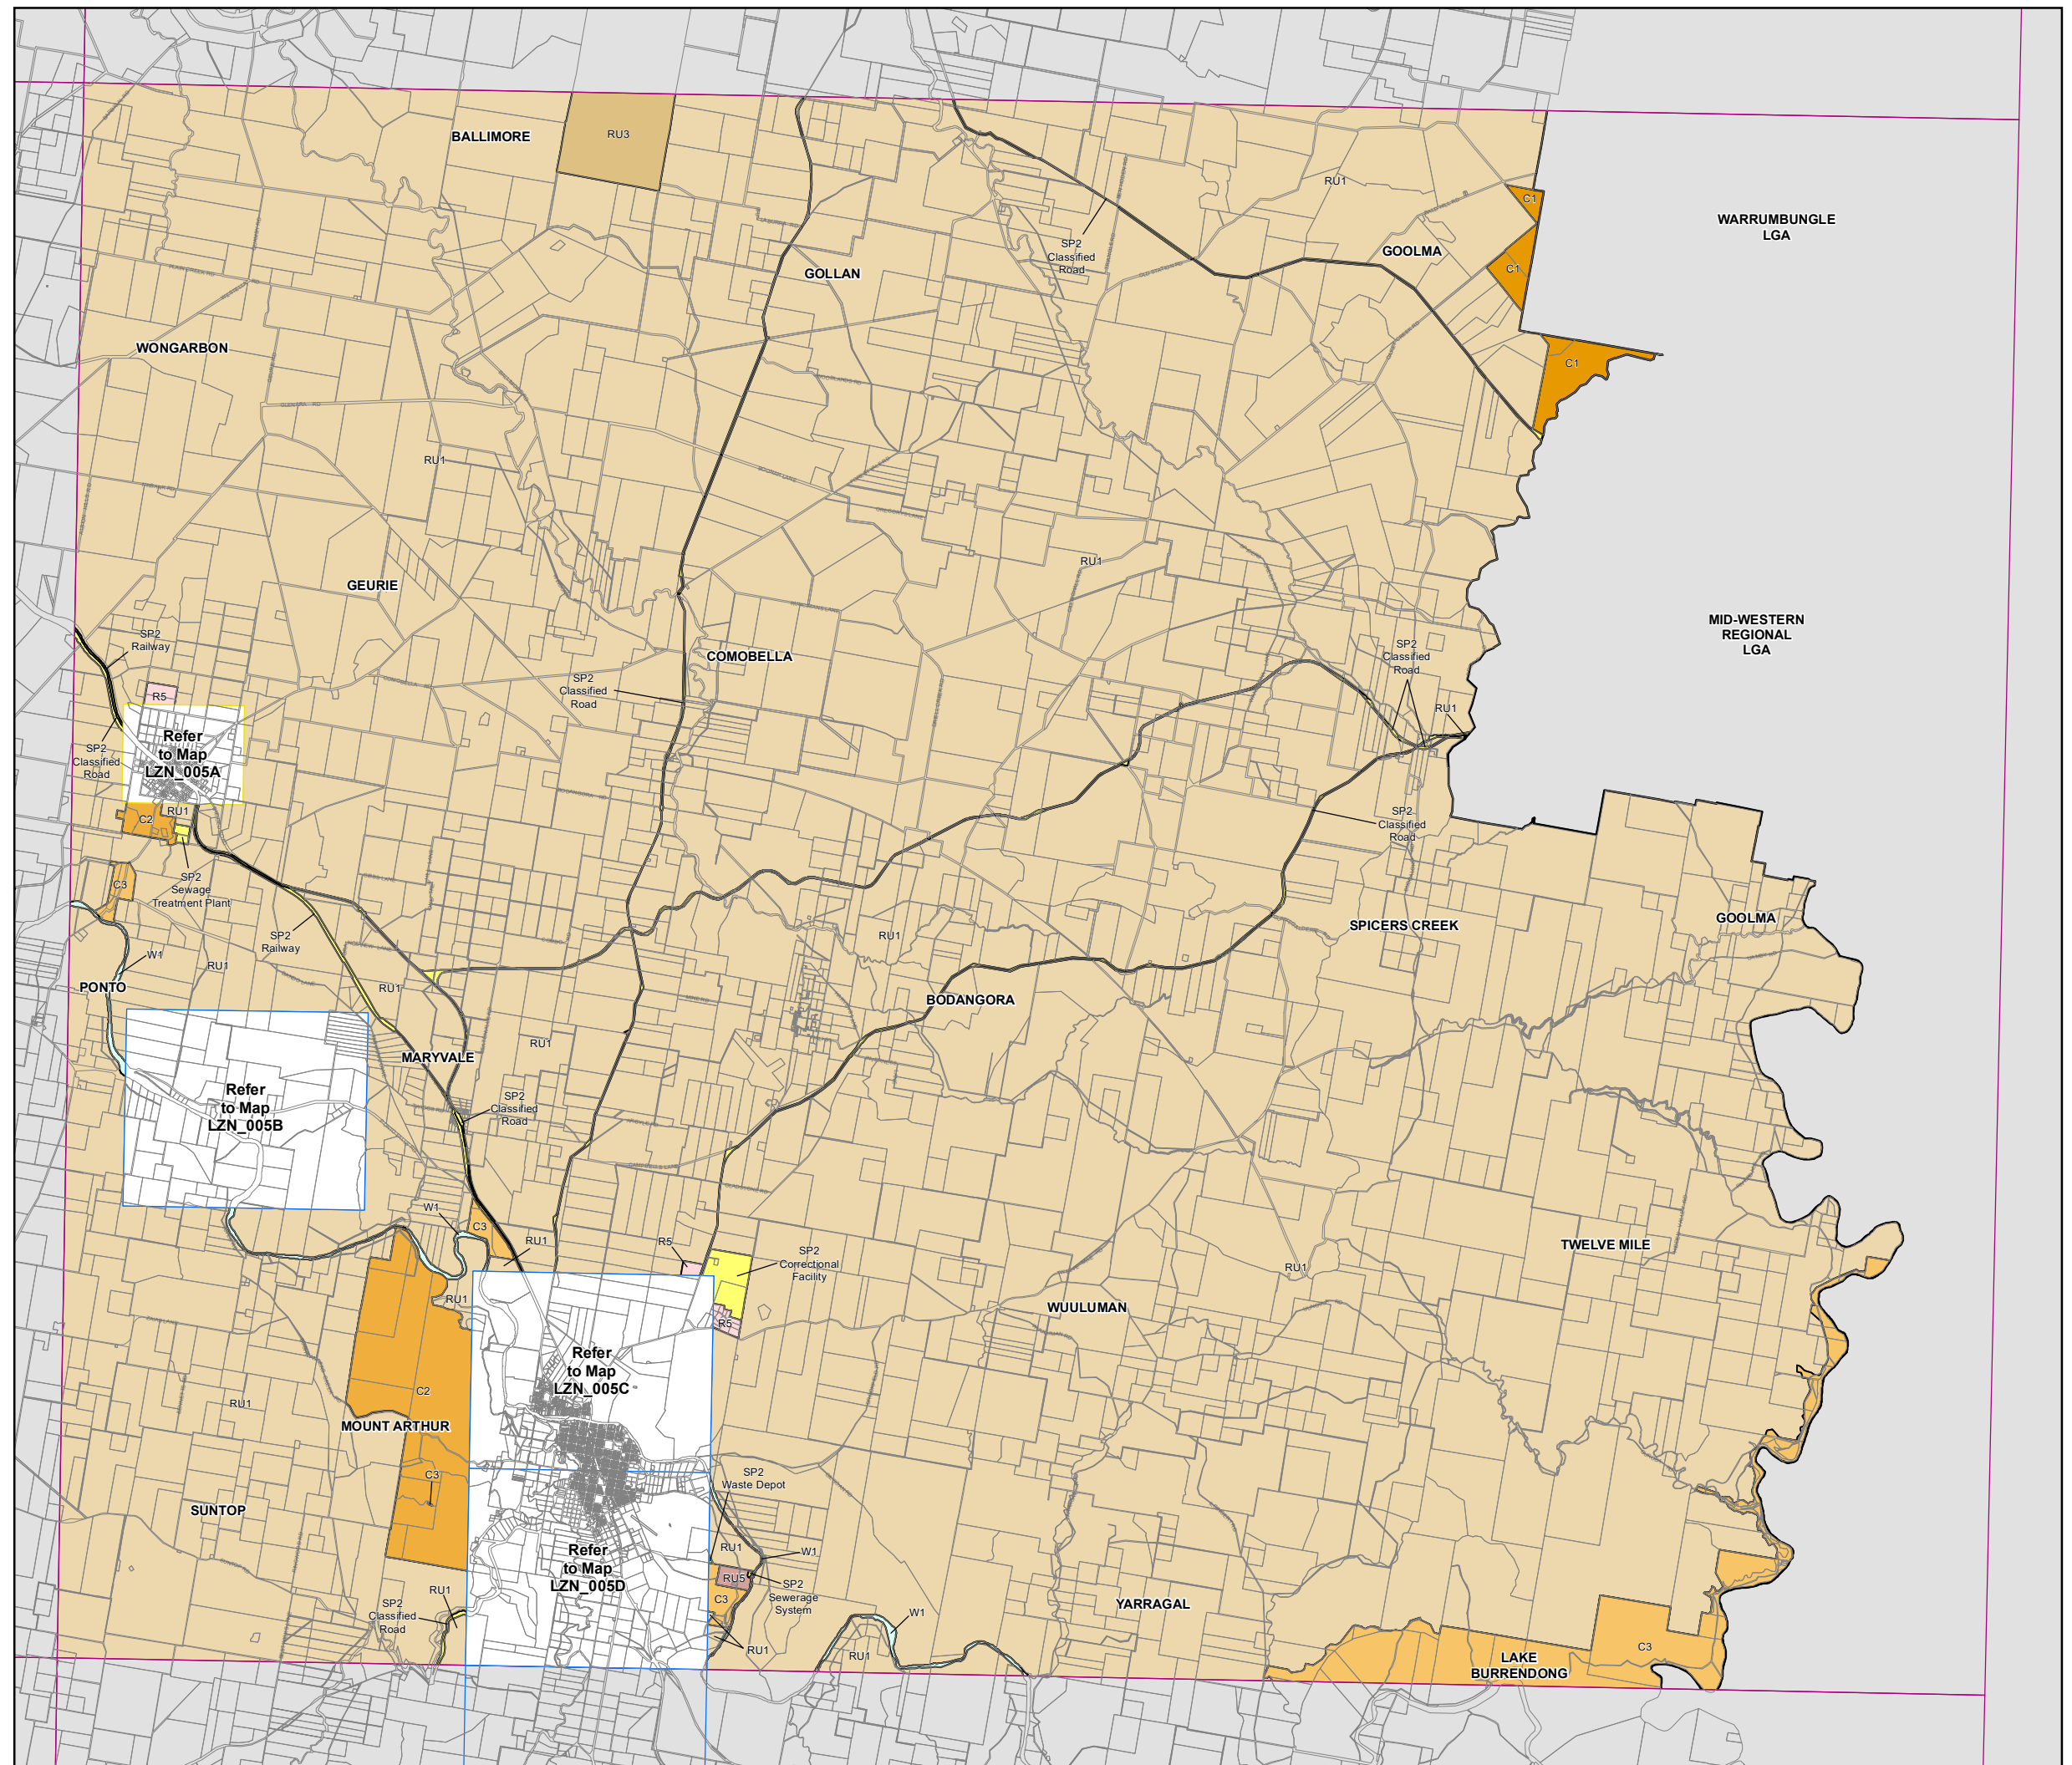 BALLIMORE
RU3
RU1
C1
WARRUMBUNGLE
LGA
SP2
Classified
Road
GOOLMA
GOLLAN
C1
WONGARBON
C1
RU1
RU1
GEURIE
MID-WESTERN
REGIONAL
LGA
SP2
Railway
COMOBELLA
SP2
Classified
Road
SP2
Classified
Road
R5
RU1
Refer
to Map
LZN_005A
SP2
Classified
Road
RU1
C2
SP2
Classified
Road
C3
SP2
Sewage
Treatment Plant
GOOLMA
SPICERS CREEK
SP2
Railway
RU1
W1
RU1
PONTO
RU1
BODANGORA
RU1
MARYVALE
Refer
to Map
LZN_005B
SP2
Classified
Road
W1
C3
RU1
R5
SP2
Correctional
Facility
TWELVE MILE
RU1
RU1
WUULUMAN
R5
Refer
to Map
LZN_005C
C2
RU1
MOUNT ARTHUR
C3
SP2
Waste Depot
SUNTOP
RU1
W1
Refer
to Map
LZN_005D
RU5
SP2
Sewerage
System
RU1
C3
SP2
Classified
Road
YARRAGAL
W1
RU1
RU1
C3
LAKE
BURRENDONG